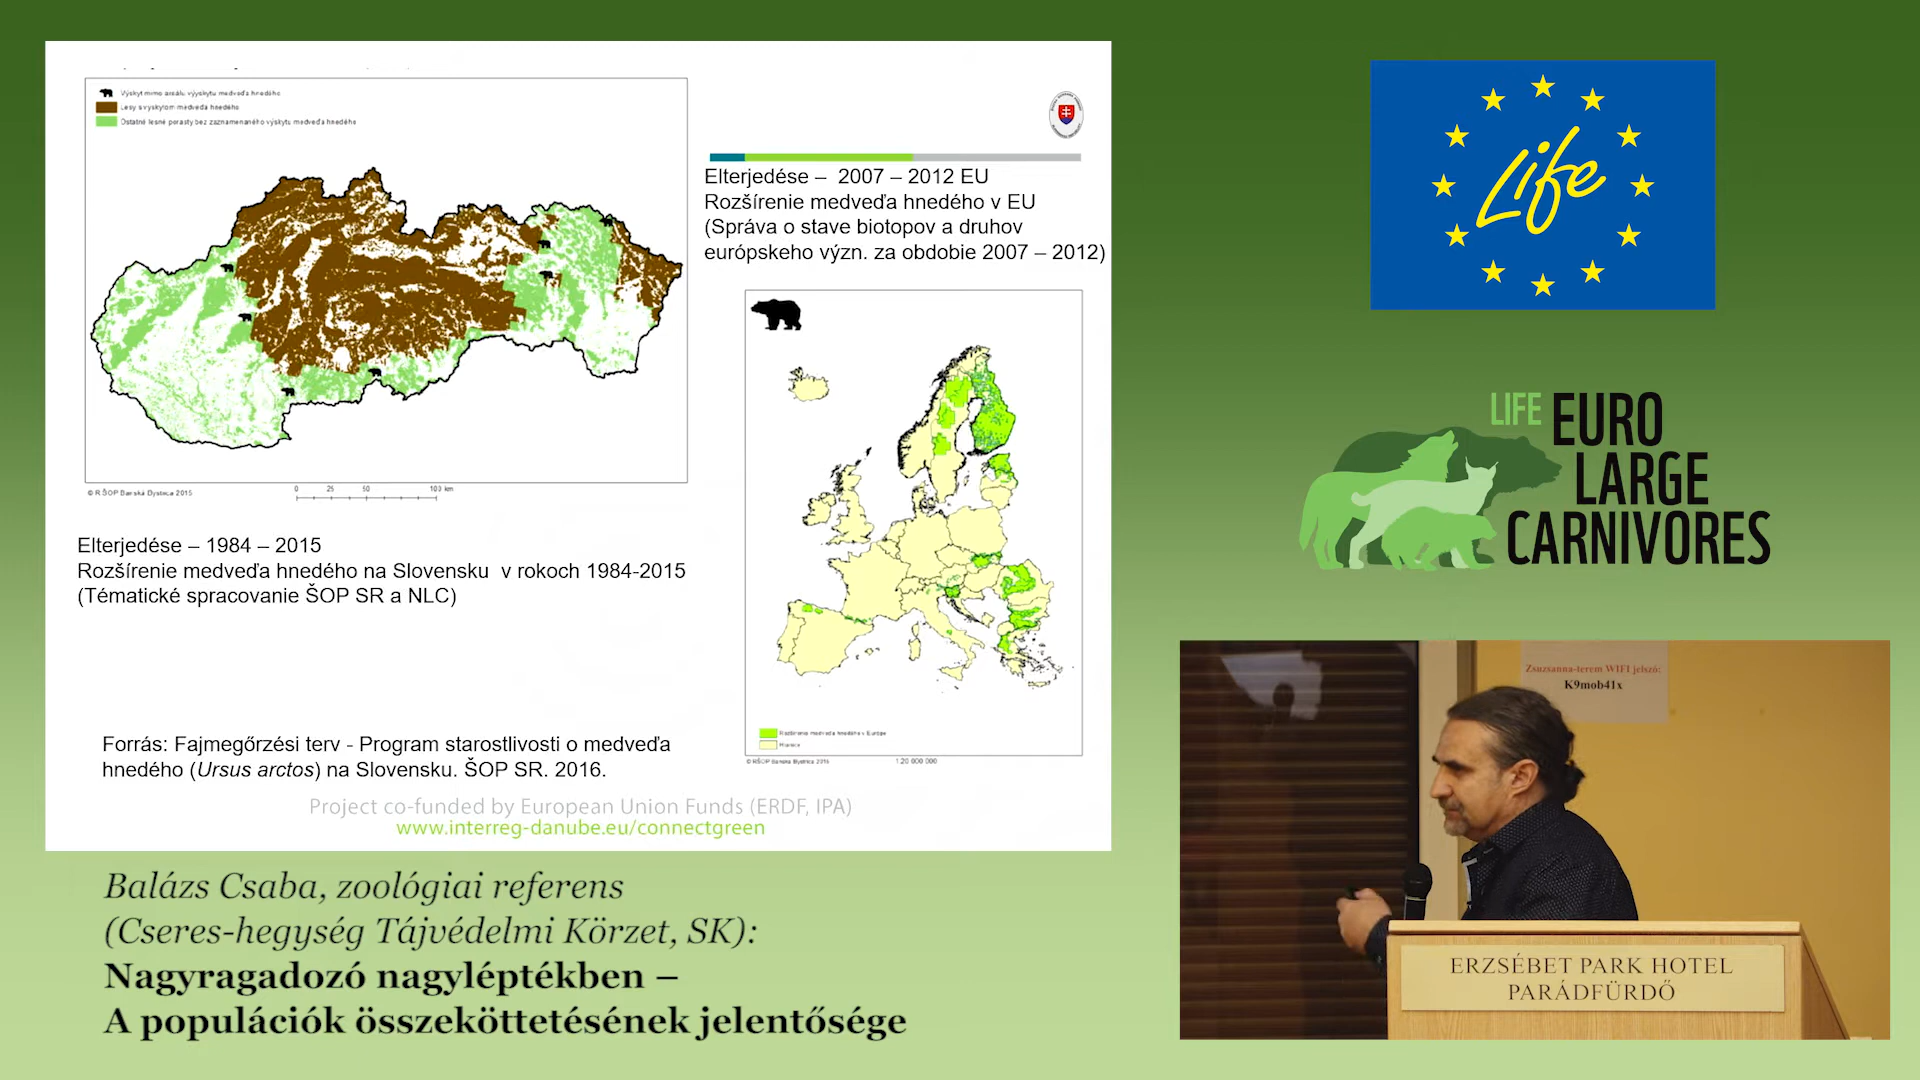 Výskyt mimo areálu výyskytu medveďa hnedého
Lesy s vyskytom medveďa hnedého
Ostatné lesné porasty bez zaznamenaného výskytu medveďa hnedého
© RŠOP Banská Bystrica 2015
0 25 50 100 km
Elterjedése – 1984 – 2015
Rozšírenie medveďa hnedého na Slovensku v rokoch 1984-2015
(Tématické spracovanie ŠOP SR a NLC)
Elterjedése – 2007 – 2012 EU
Rozšírenie medveďa hnedého v EU
(Správa o stave biotopov a druhov
európskeho význ. za obdobie 2007 – 2012)
Rozšírenie medveďa hnedého v Európe
Hranice
© RŠOP Banská Bystrica 2015
1:20 000 000
Forrás: Fajmegőrzési terv - Program starostlivosti o medveďa
hnedého (Ursus arctos) na Slovensku. ŠOP SR. 2016.
Project co-funded by European Union Funds (ERDF, IPA)
www.interreg-danube.eu/connectgreen
Balázs Csaba, zoológiai referens
(Cseres-hegység Tájvédelmi Körzet, SK):
Nagyragadozó nagyléptékben –
A populációk összeköttetésének jelentősége
Life
LIFE EURO
LARGE
CARNIVORES
Zsuzsanna-terem WIFI jelszó:
K9mob41x
ERZSÉBET PARK HOTEL
PARÁDFÜRDŐ